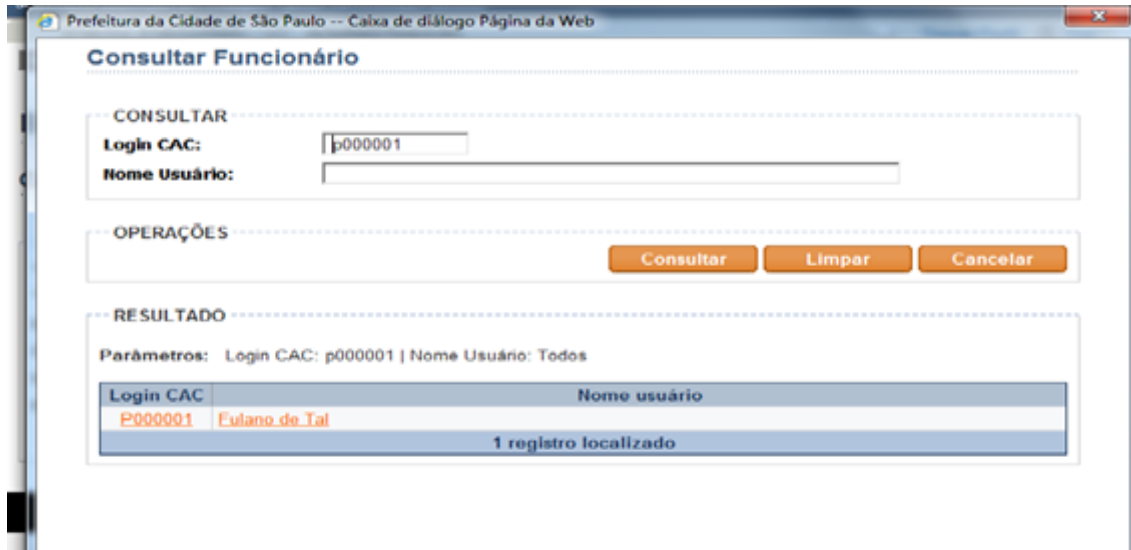 Prefeitura da Cidade de São Paulo -- Caixa de diálogo Página da Web
Consultar Funcionário
CONSULTAR
Login CAC: p000001
Nome Usuário:
OPERAÇÕES
Consultar Limpar Cancelar
RESULTADO
Parâmetros: Login CAC: p000001 | Nome Usuário: Todos
Login CAC Nome usuário
P000001 Fulano de Tal
1 registro localizado